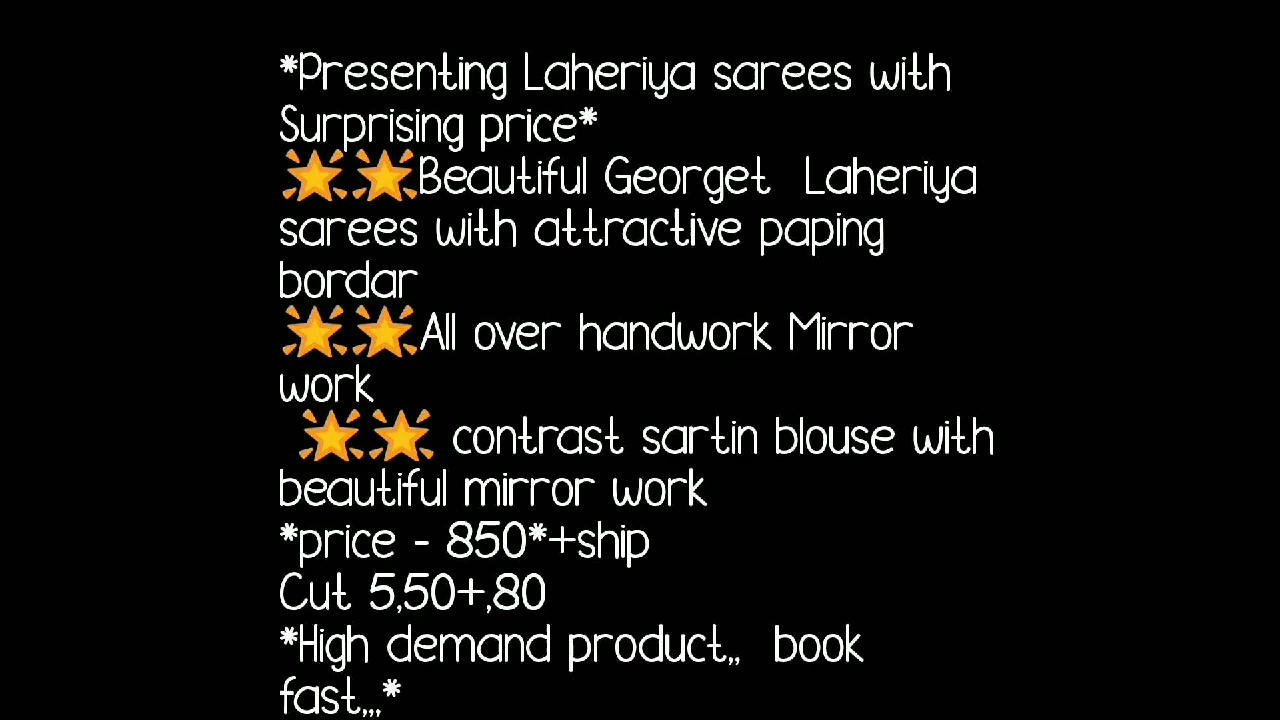 *Presenting Laheriya sarees with
Surprising price*
🌟🌟Beautiful Georget  Laheriya
sarees with attractive paping
bordar
🌟🌟All over handwork Mirror
work
🌟🌟 contrast sartin blouse with
beautiful mirror work
*price - 850*+ship
Cut 5,50+,80
*High demand product,,  book
fast,,,*